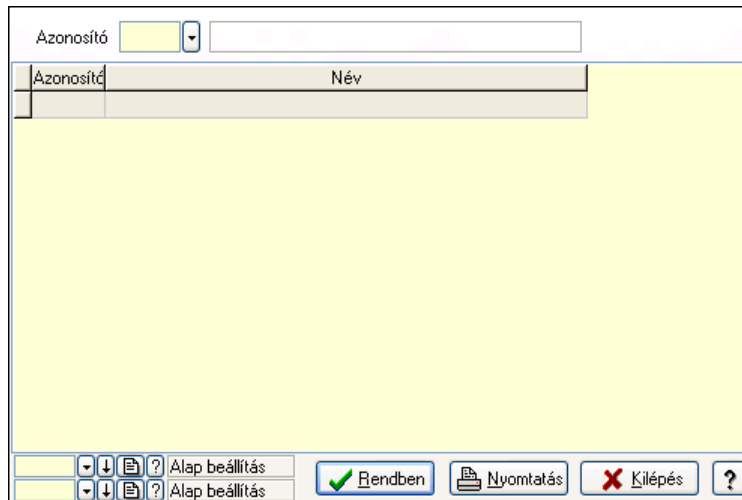 Azonosító
Azonosító Név
? Alap beállítás
? Alap beállítás
Rendben Nyomtatás Kilépés ?